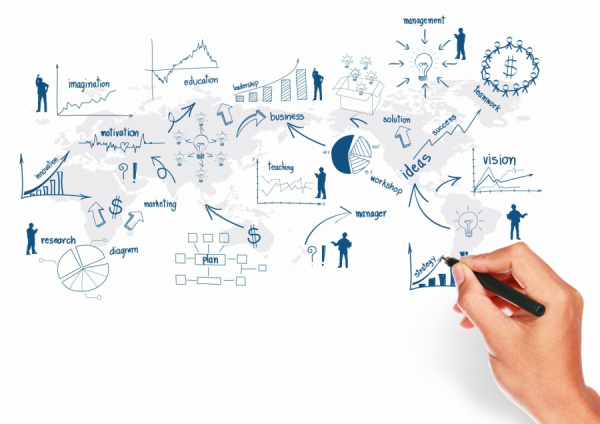 management
imagination
education
leadership
$
teamwork
business
solution
success
motivation
innovation
?!
teaching
ideas
vision
workshop
$
marketing
manager
research
diagram
$
plan
?!
strategy